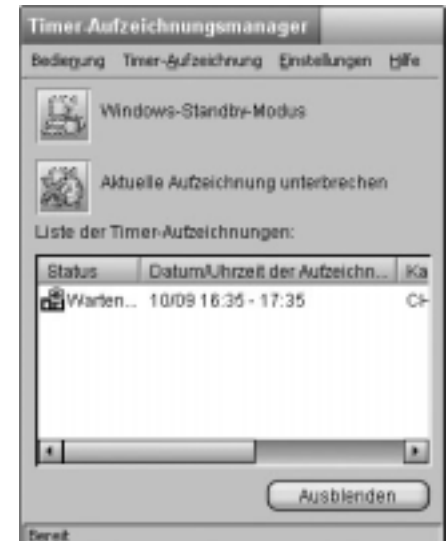 Timer-Aufzeichnungsmanager
Bedienung Timer-Aufzeichnung Einstellungen Hilfe
Windows-Standby-Modus
Aktuelle Aufzeichnung unterbrechen
Liste der Timer-Aufzeichnungen:
Status Datum/Uhrzeit der Aufzeichn... Ka
Warten... 10/09 16:35 - 17:35 CH
Ausblenden
Bereit